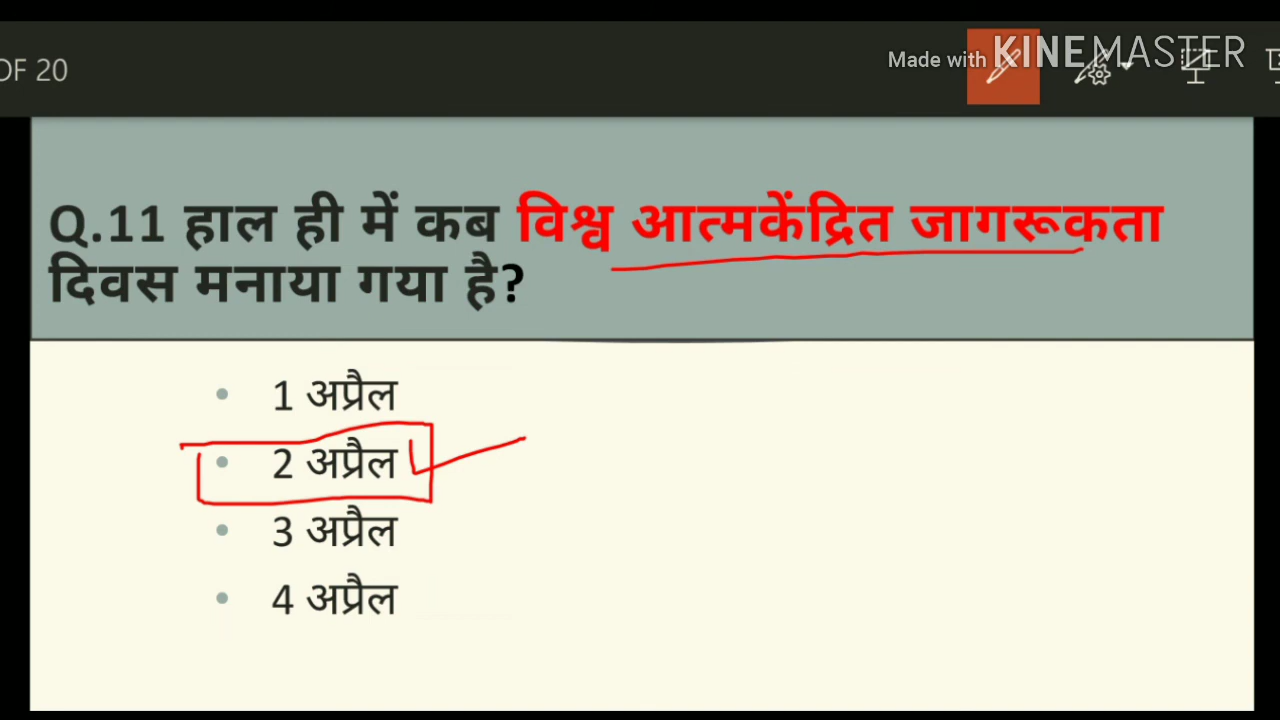 OF 20
Made with KINEMASTER
Q.11 हाल ही में कब विश्व आत्मकेंद्रित जागरूकता
दिवस मनाया गया है?
• 1 अप्रैल
• 2 अप्रैल
• 3 अप्रैल
• 4 अप्रैल